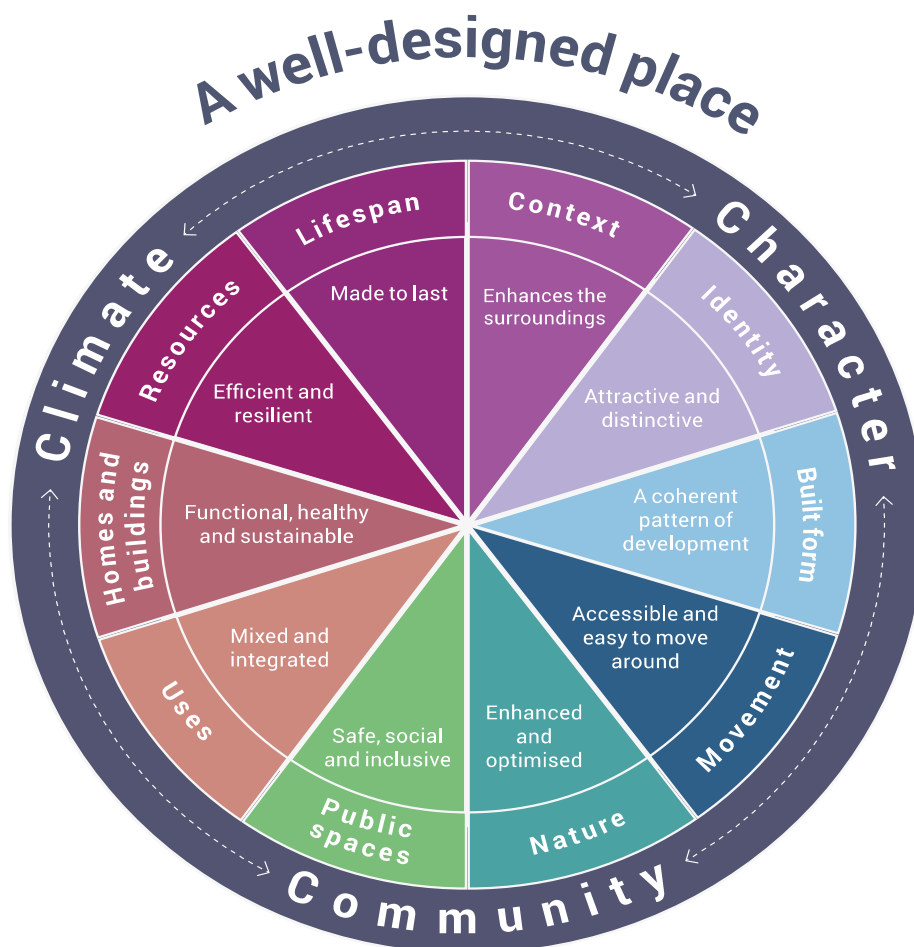 A well-designed place
Climate
Character
Community
Context
Enhances the
surroundings
Identity
Attractive and
distinctive
Built form
A coherent
pattern of
development
Movement
Accessible and
easy to move
around
Nature
Enhanced
and
optimised
Public
spaces
Safe, social
and inclusive
Uses
Mixed and
integrated
Homes and
buildings
Functional, healthy
and sustainable
Resources
Efficient and
resilient
Lifespan
Made to last